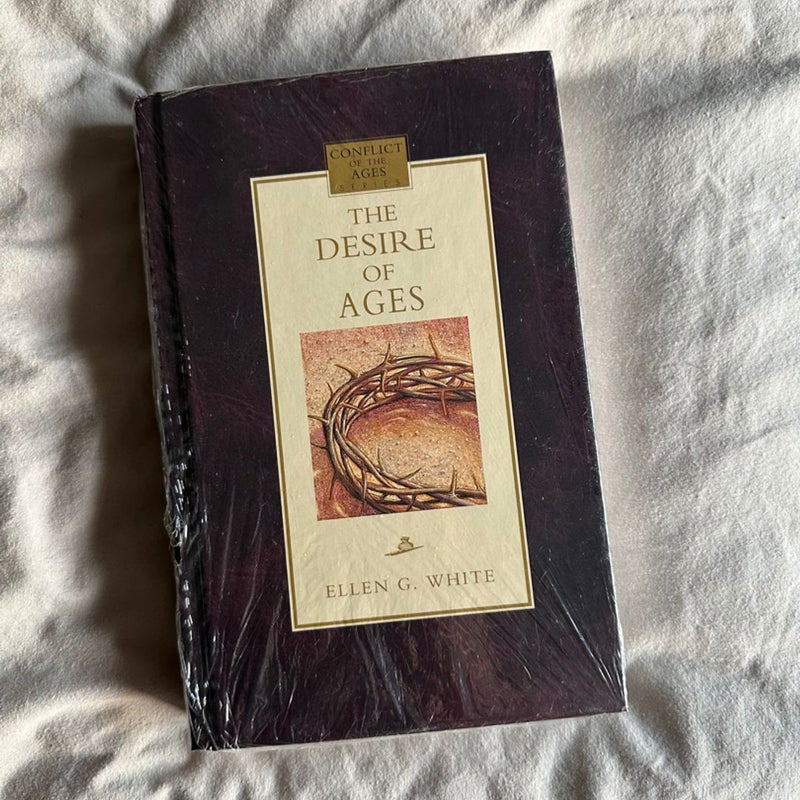 CONFLICT
OF THE
AGES
SERIES
THE
DESIRE
OF
AGES
ELLEN G. WHITE